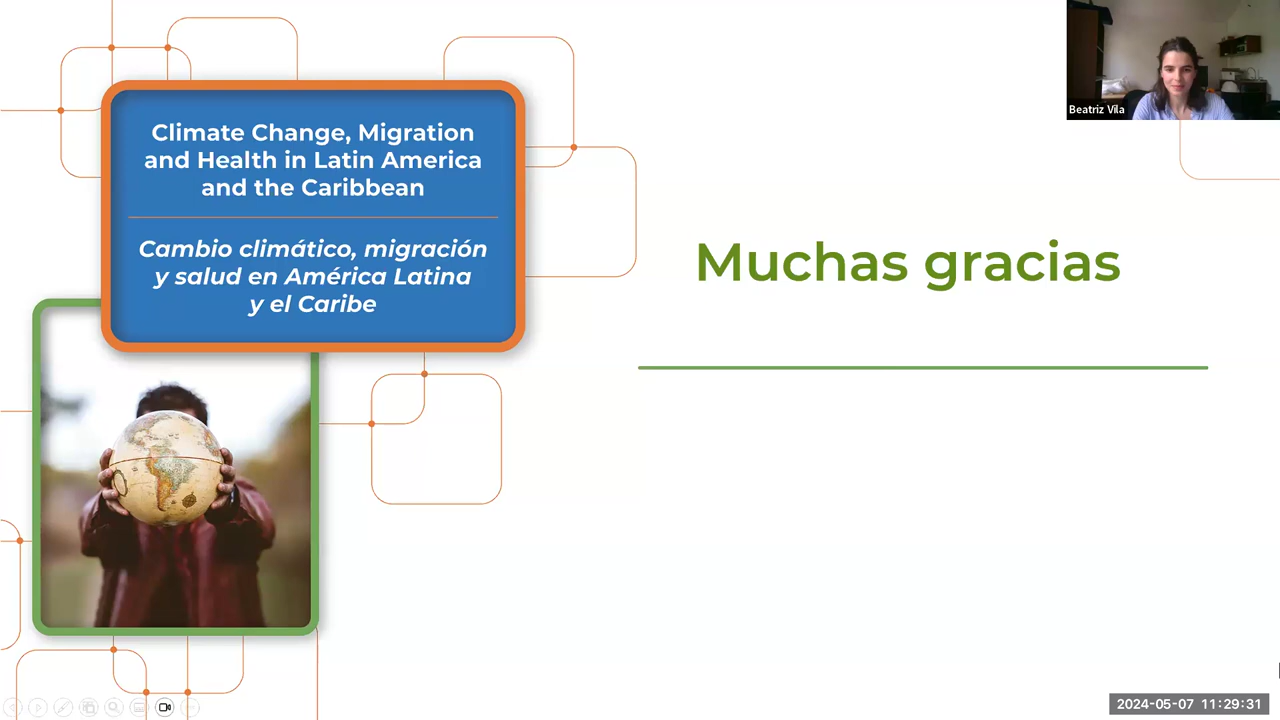 Climate Change, Migration
and Health in Latin America
and the Caribbean
Cambio climático, migración
y salud en América Latina
y el Caribe
Muchas gracias
Beatriz Vila
2024-05-07 11:29:31